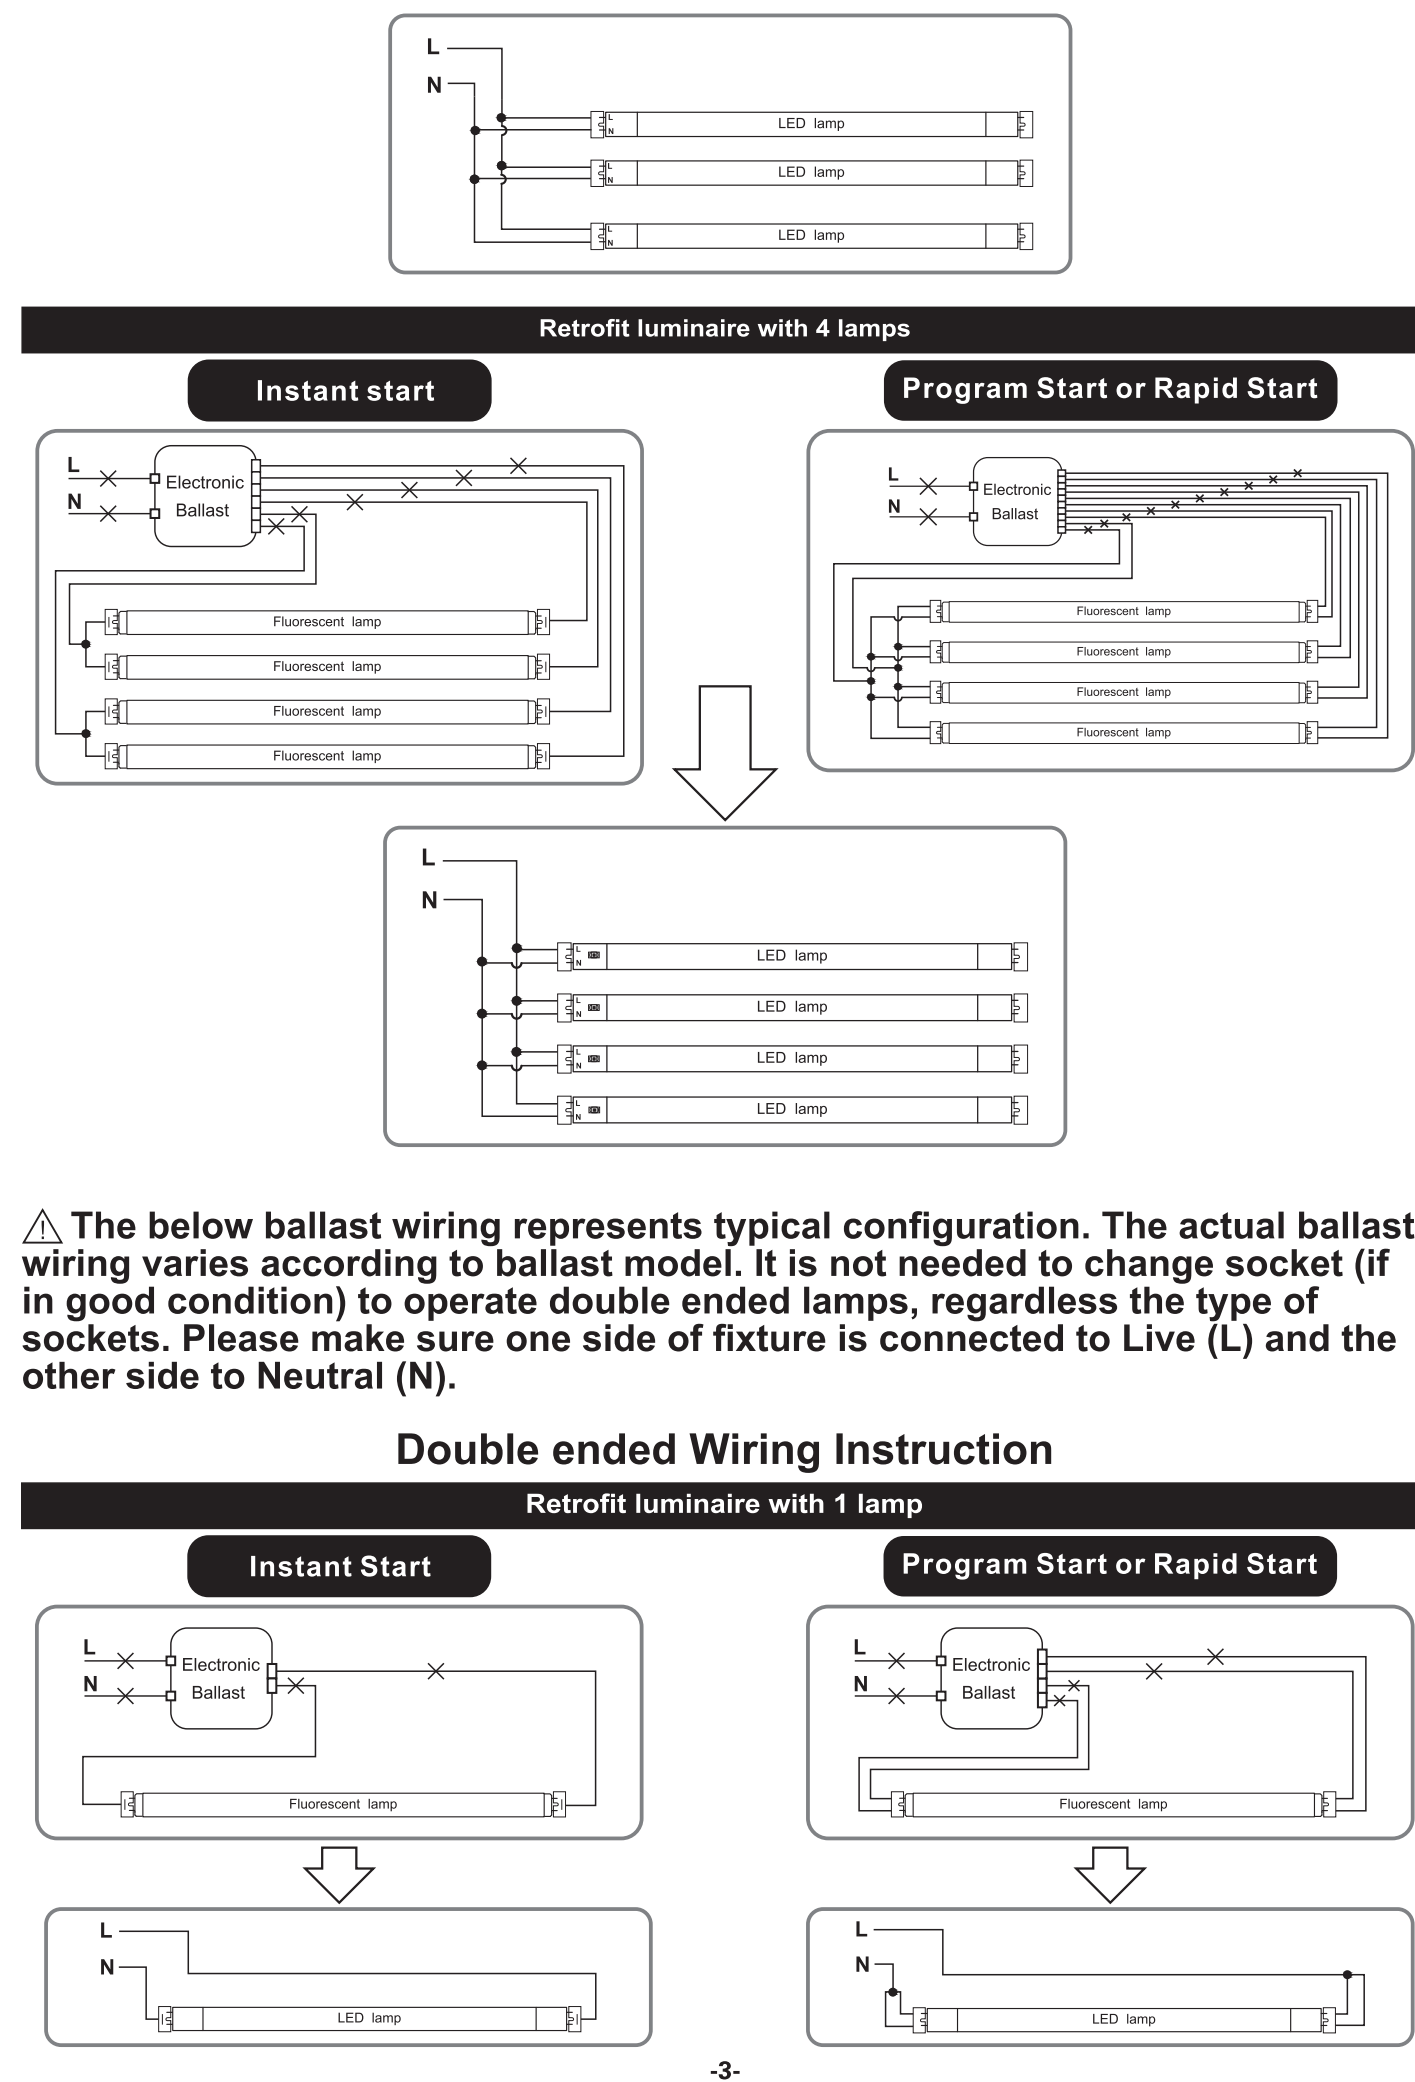 L
N
L
N
LED lamp
L
N
LED lamp
L
N
LED lamp
Retrofit luminaire with 4 lamps
Instant start
Program Start or Rapid Start
L
N
Electronic
Ballast
Fluorescent lamp
Fluorescent lamp
Fluorescent lamp
Fluorescent lamp
L
N
Electronic
Ballast
Fluorescent lamp
Fluorescent lamp
Fluorescent lamp
Fluorescent lamp
L
N
L
N
LED lamp
L
N
LED lamp
L
N
LED lamp
L
N
LED lamp
⚠ The below ballast wiring represents typical configuration. The actual ballast
wiring varies according to ballast model. It is not needed to change socket (if
in good condition) to operate double ended lamps, regardless the type of
sockets. Please make sure one side of fixture is connected to Live (L) and the
other side to Neutral (N).
Double ended Wiring Instruction
Retrofit luminaire with 1 lamp
Instant Start
Program Start or Rapid Start
L
N
Electronic
Ballast
Fluorescent lamp
L
N
Electronic
Ballast
Fluorescent lamp
L
N
LED lamp
L
N
LED lamp
-3-